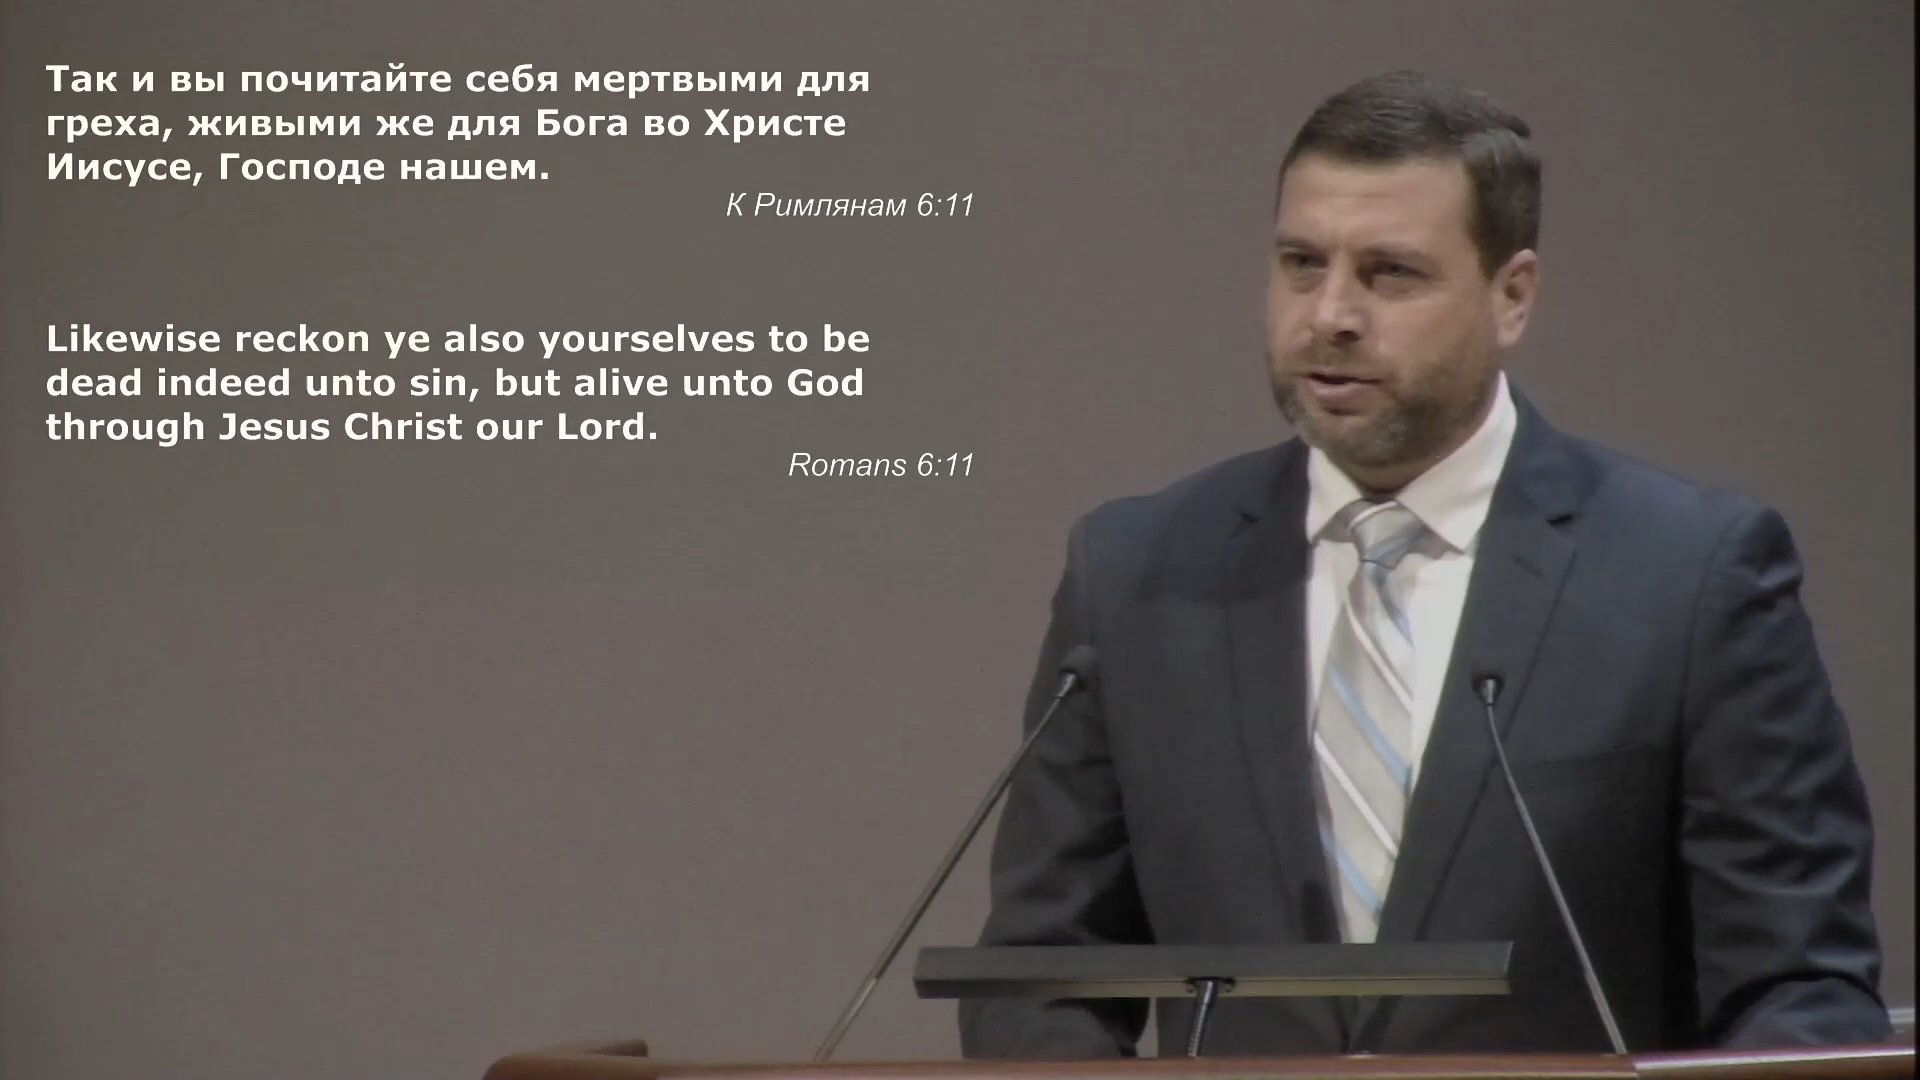 Так и вы почитайте себя мертвыми для
греха, живыми же для Бога во Христе
Иисусе, Господе нашем.
К Римлянам 6:11
Likewise reckon ye also yourselves to be
dead indeed unto sin, but alive unto God
through Jesus Christ our Lord.
Romans 6:11